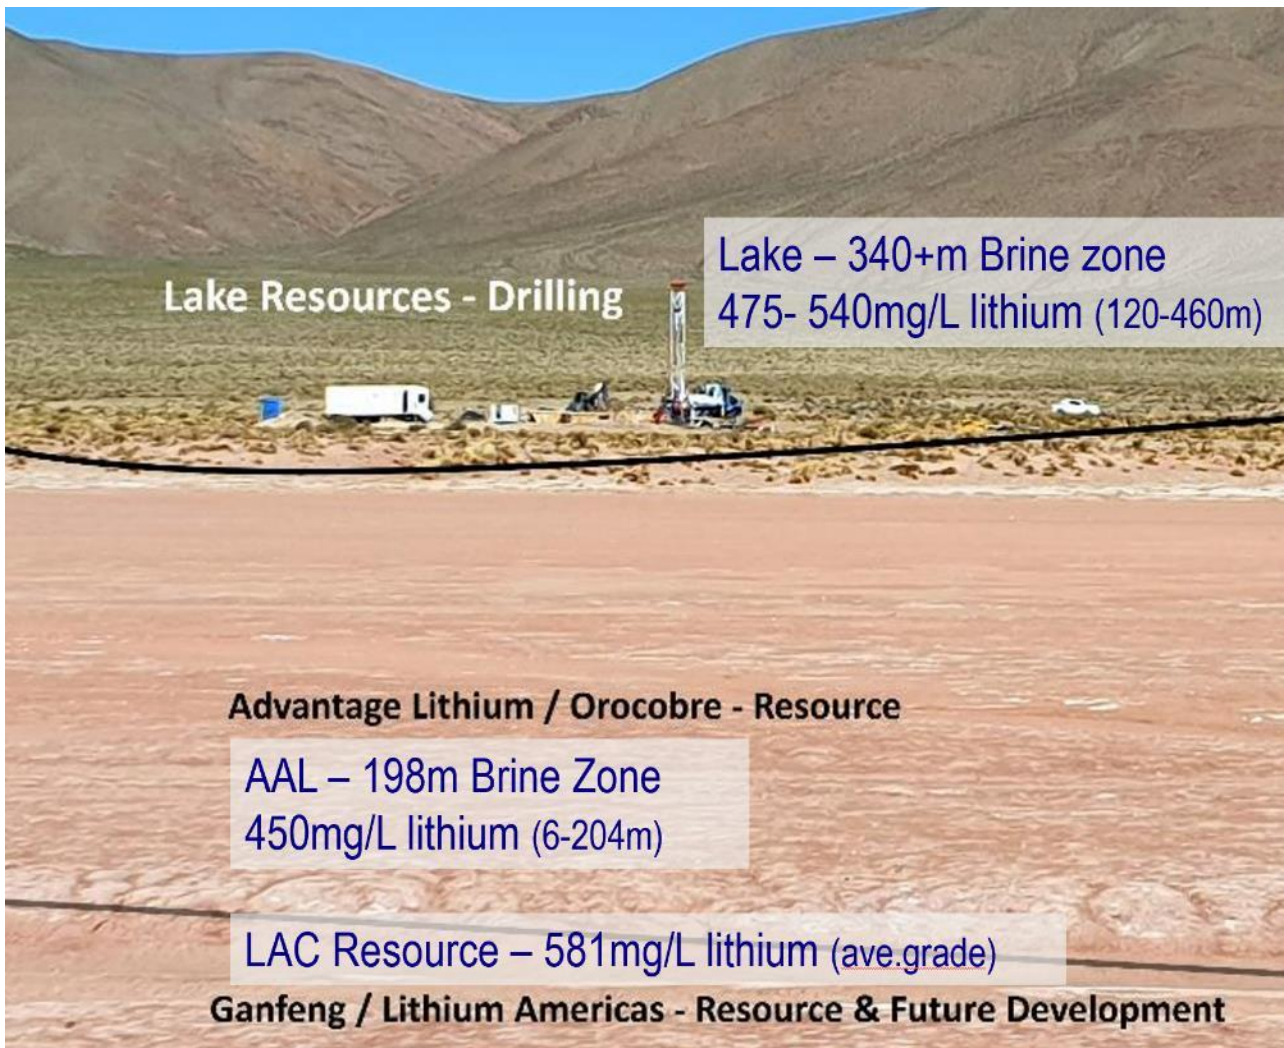 Lake – 340+m Brine zone
Lake Resources - Drilling
475- 540mg/L lithium (120-460m)
Advantage Lithium / Orocobre - Resource
AAL – 198m Brine Zone
450mg/L lithium (6-204m)
LAC Resource – 581mg/L lithium (ave.grade)
Ganfeng / Lithium Americas - Resource & Future Development